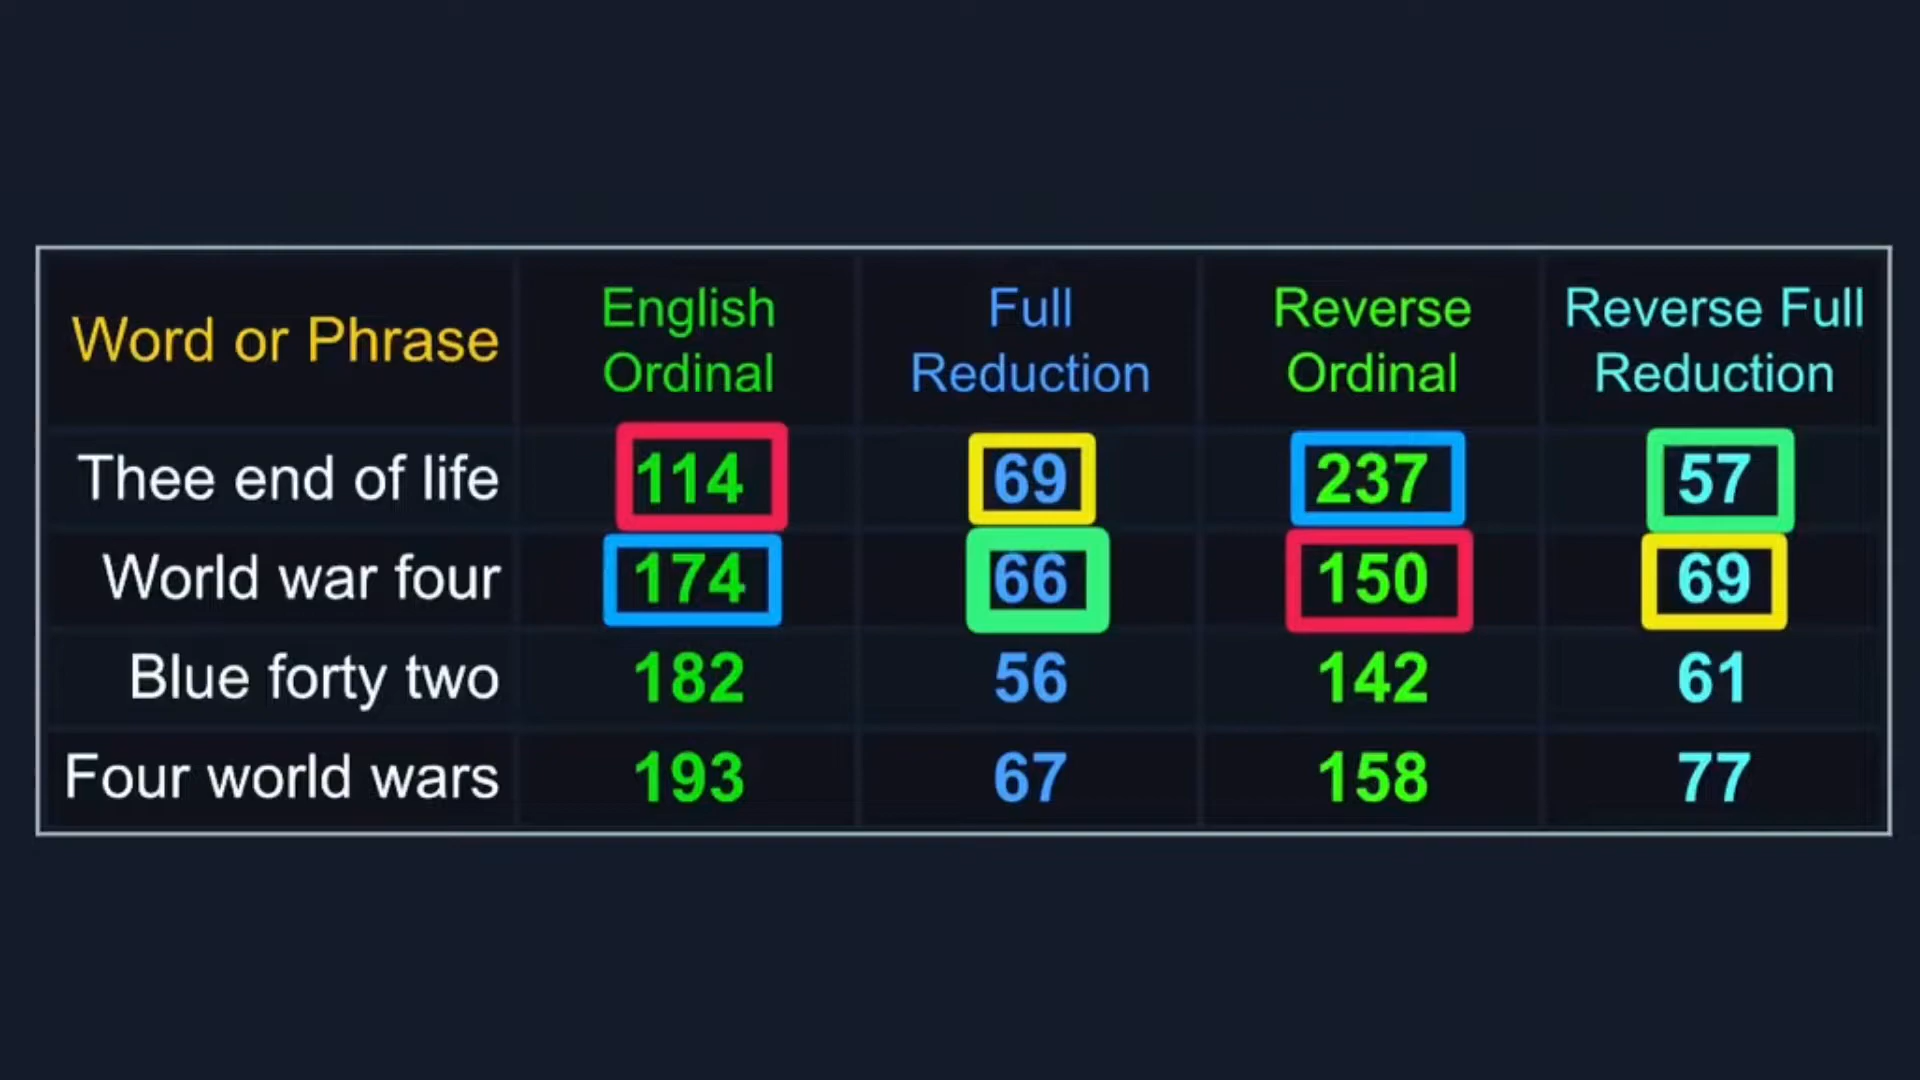 Word or Phrase English Ordinal Full Reduction Reverse Ordinal Reverse Full Reduction
Thee end of life 114 69 237 57
World war four 174 66 150 69
Blue forty two 182 56 142 61
Four world wars 193 67 158 77